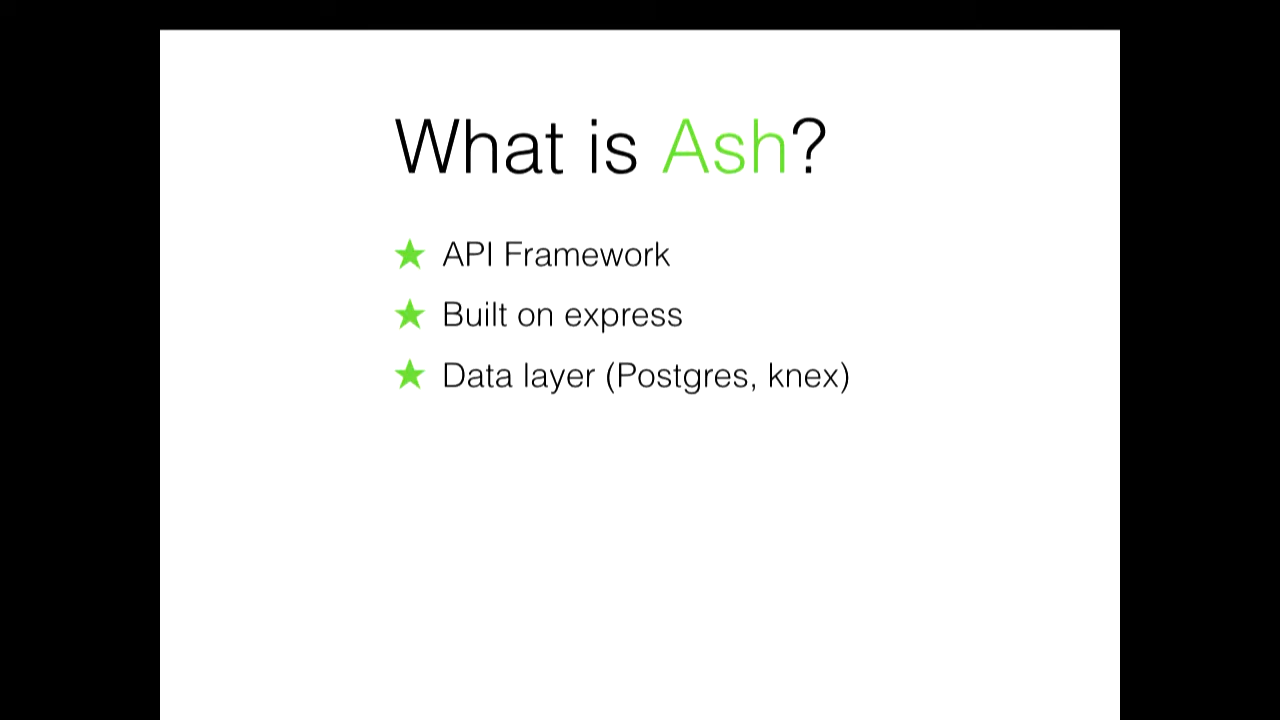 What is Ash?
API Framework
Built on express
Data layer (Postgres, knex)